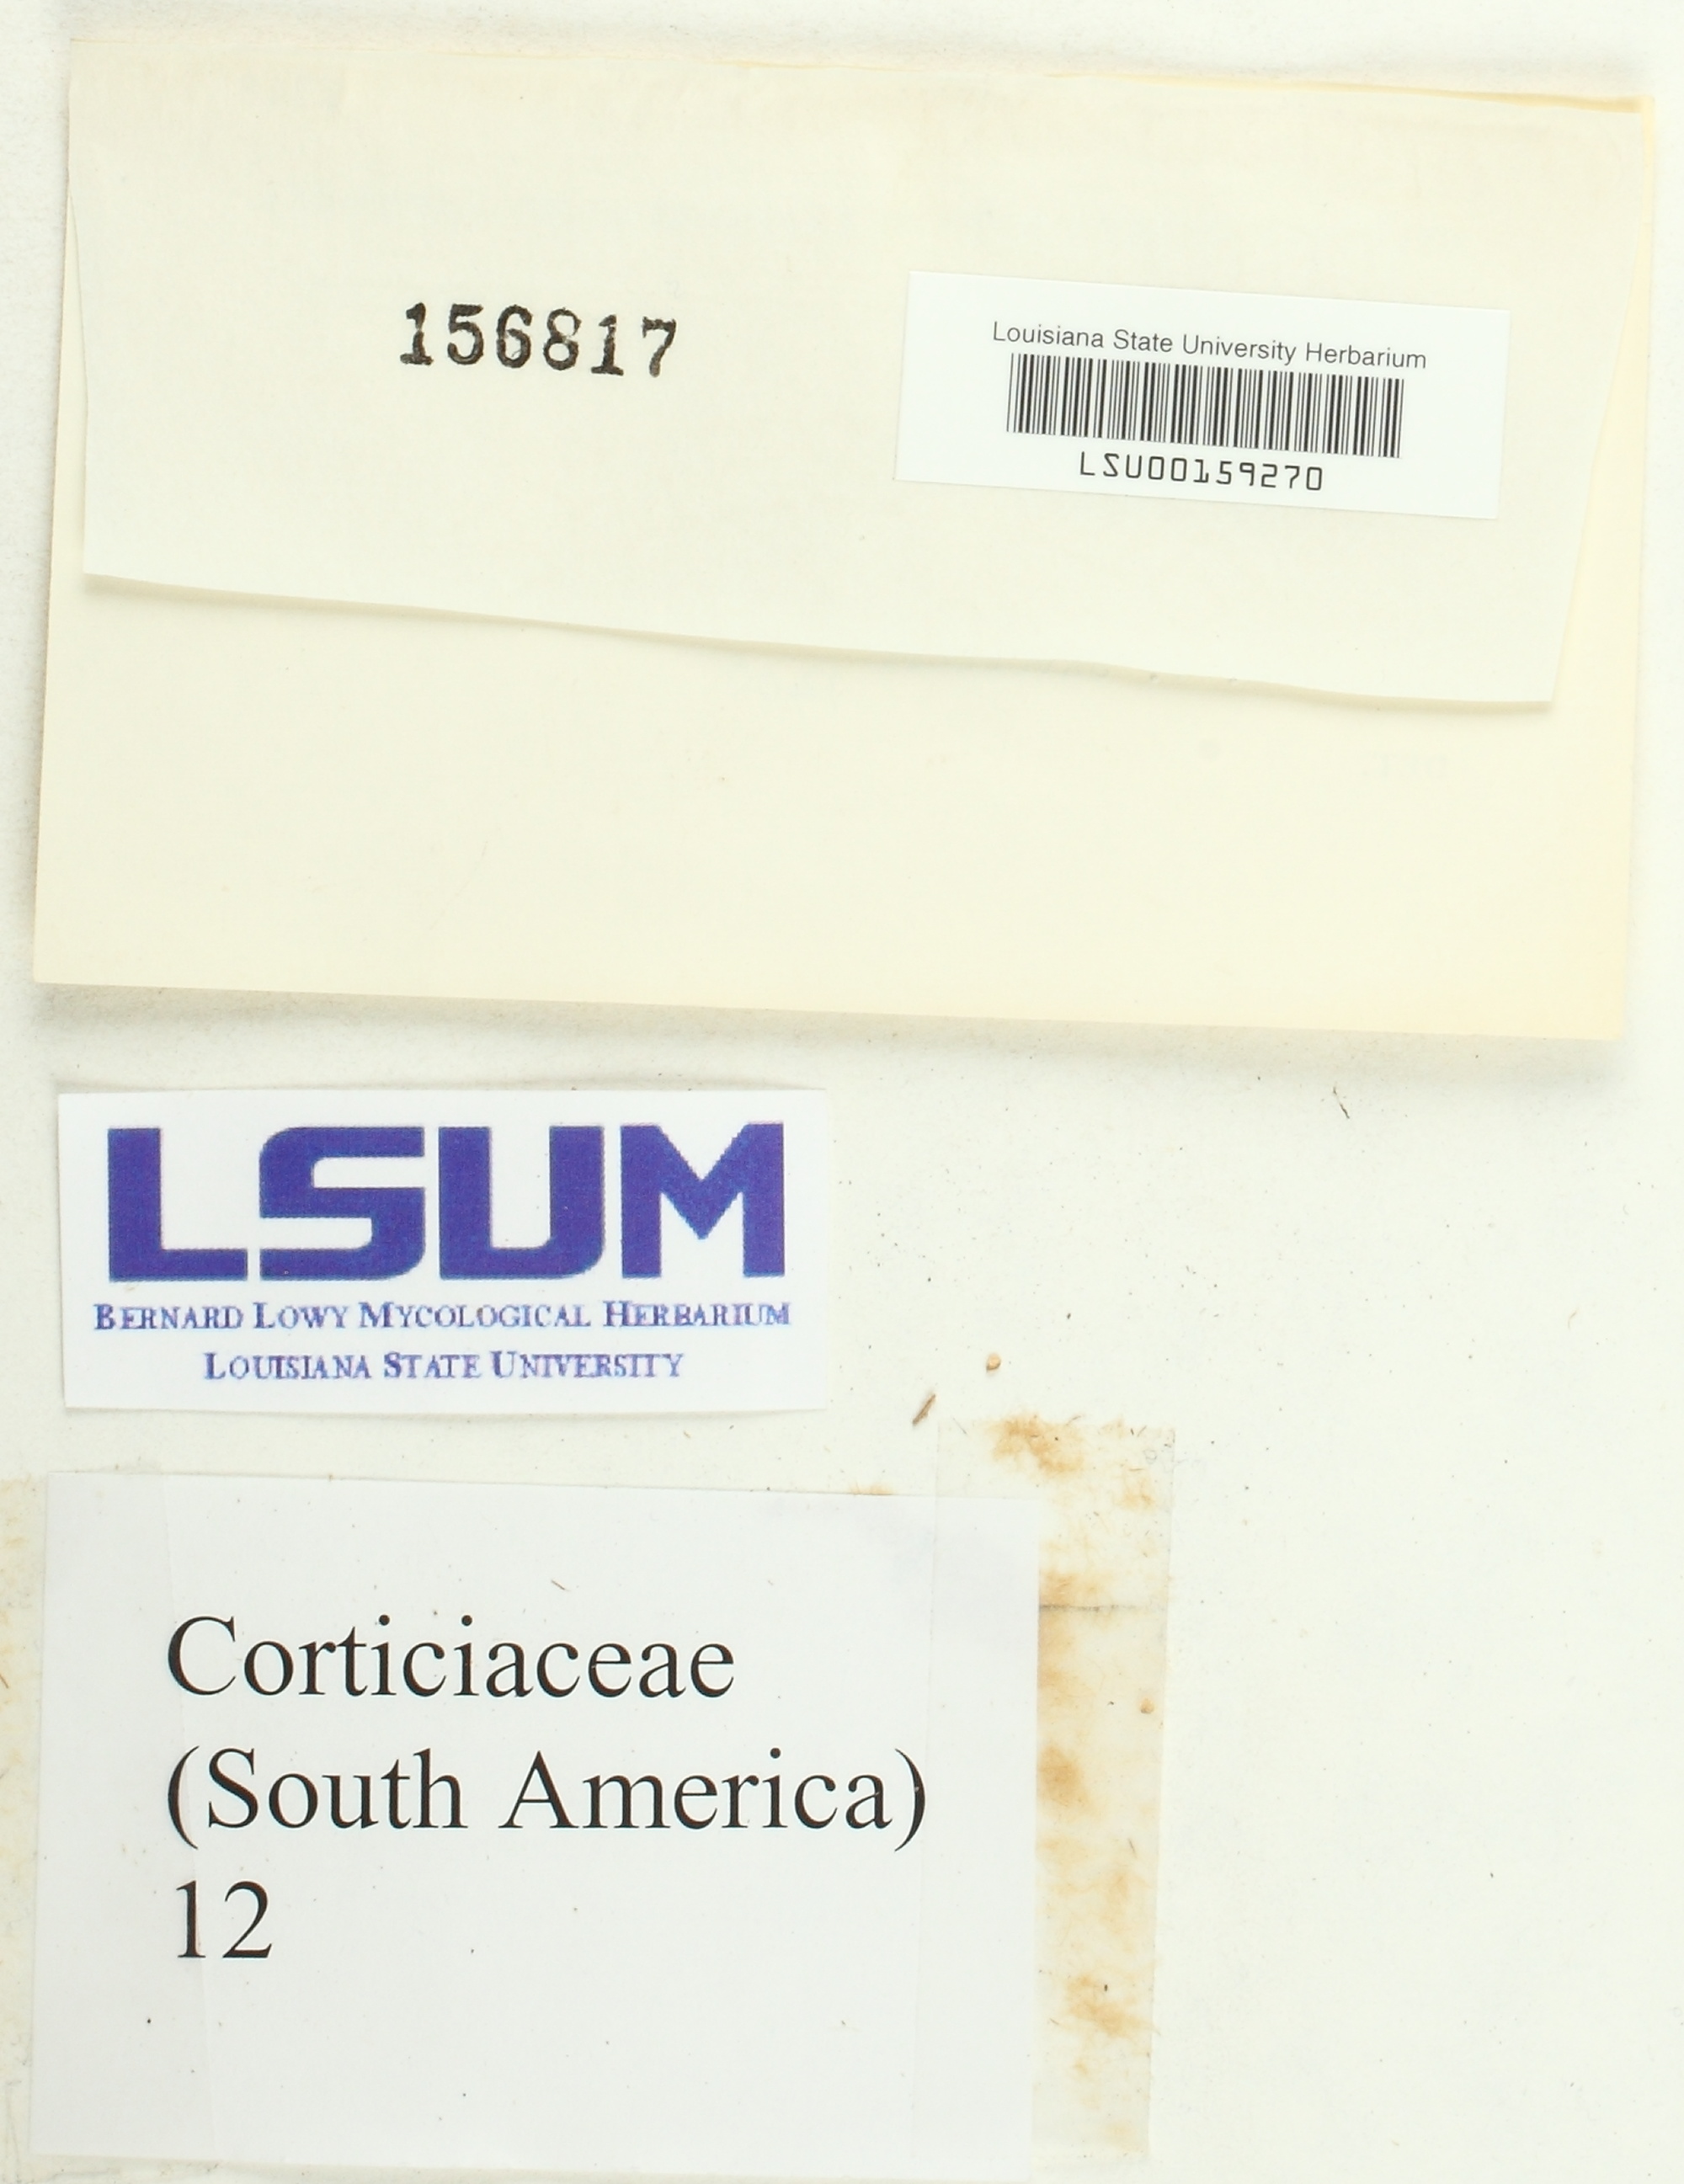 156817
Louisiana State University Herbarium
LSU00159270
LSUM
BERNARD LOWY MYCOLOGICAL HERBARIUM
LOUISIANA STATE UNIVERSITY
Corticiaceae
(South America)
12